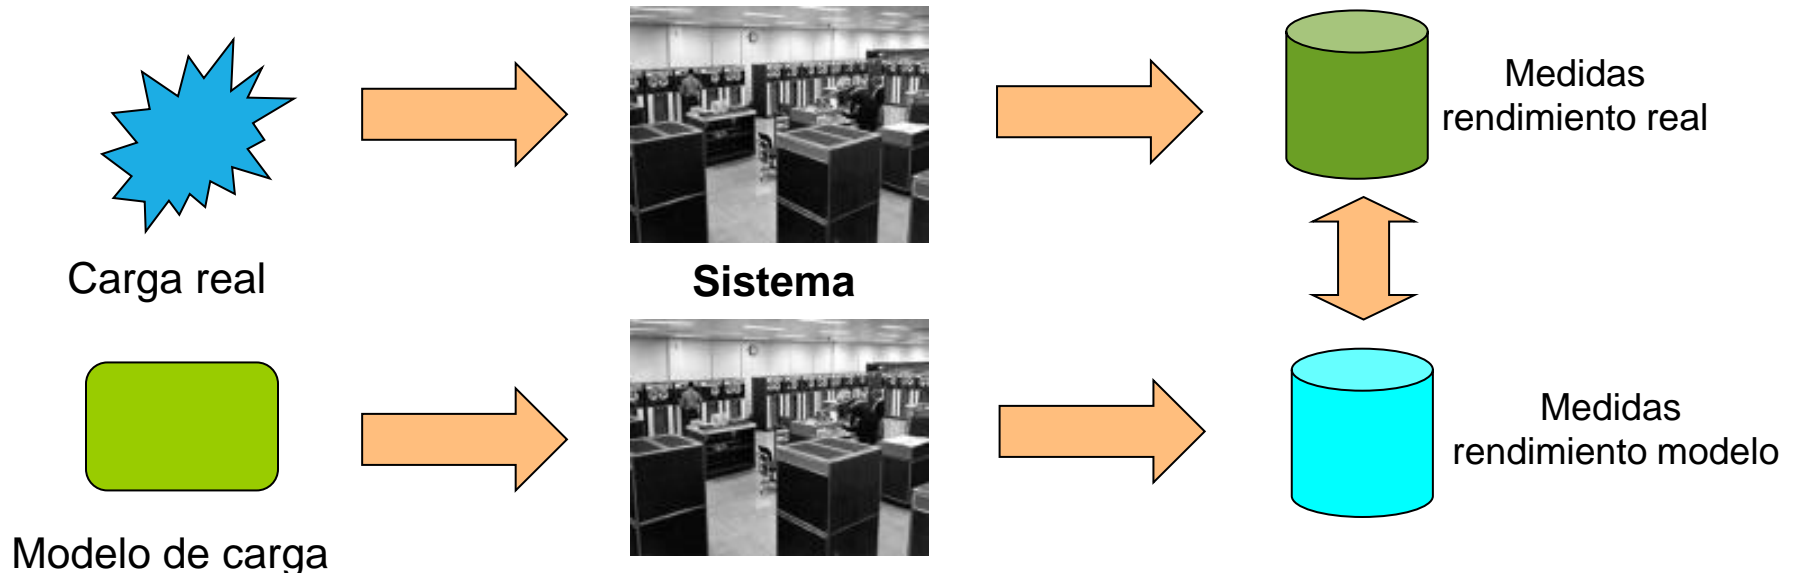 Medidas
rendimiento real
Carga real
Sistema
Medidas
rendimiento modelo
Modelo de carga